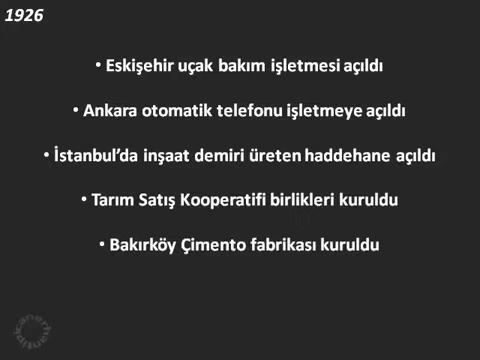 1926
• Eskişehir uçak bakım işletmesi açıldı
• Ankara otomatik telefonu işletmeye açıldı
• İstanbul’da inşaat demiri üreten haddehane açıldı
• Tarım Satış Kooperatifi birlikleri kuruldu
• Bakırköy Çimento fabrikası kuruldu